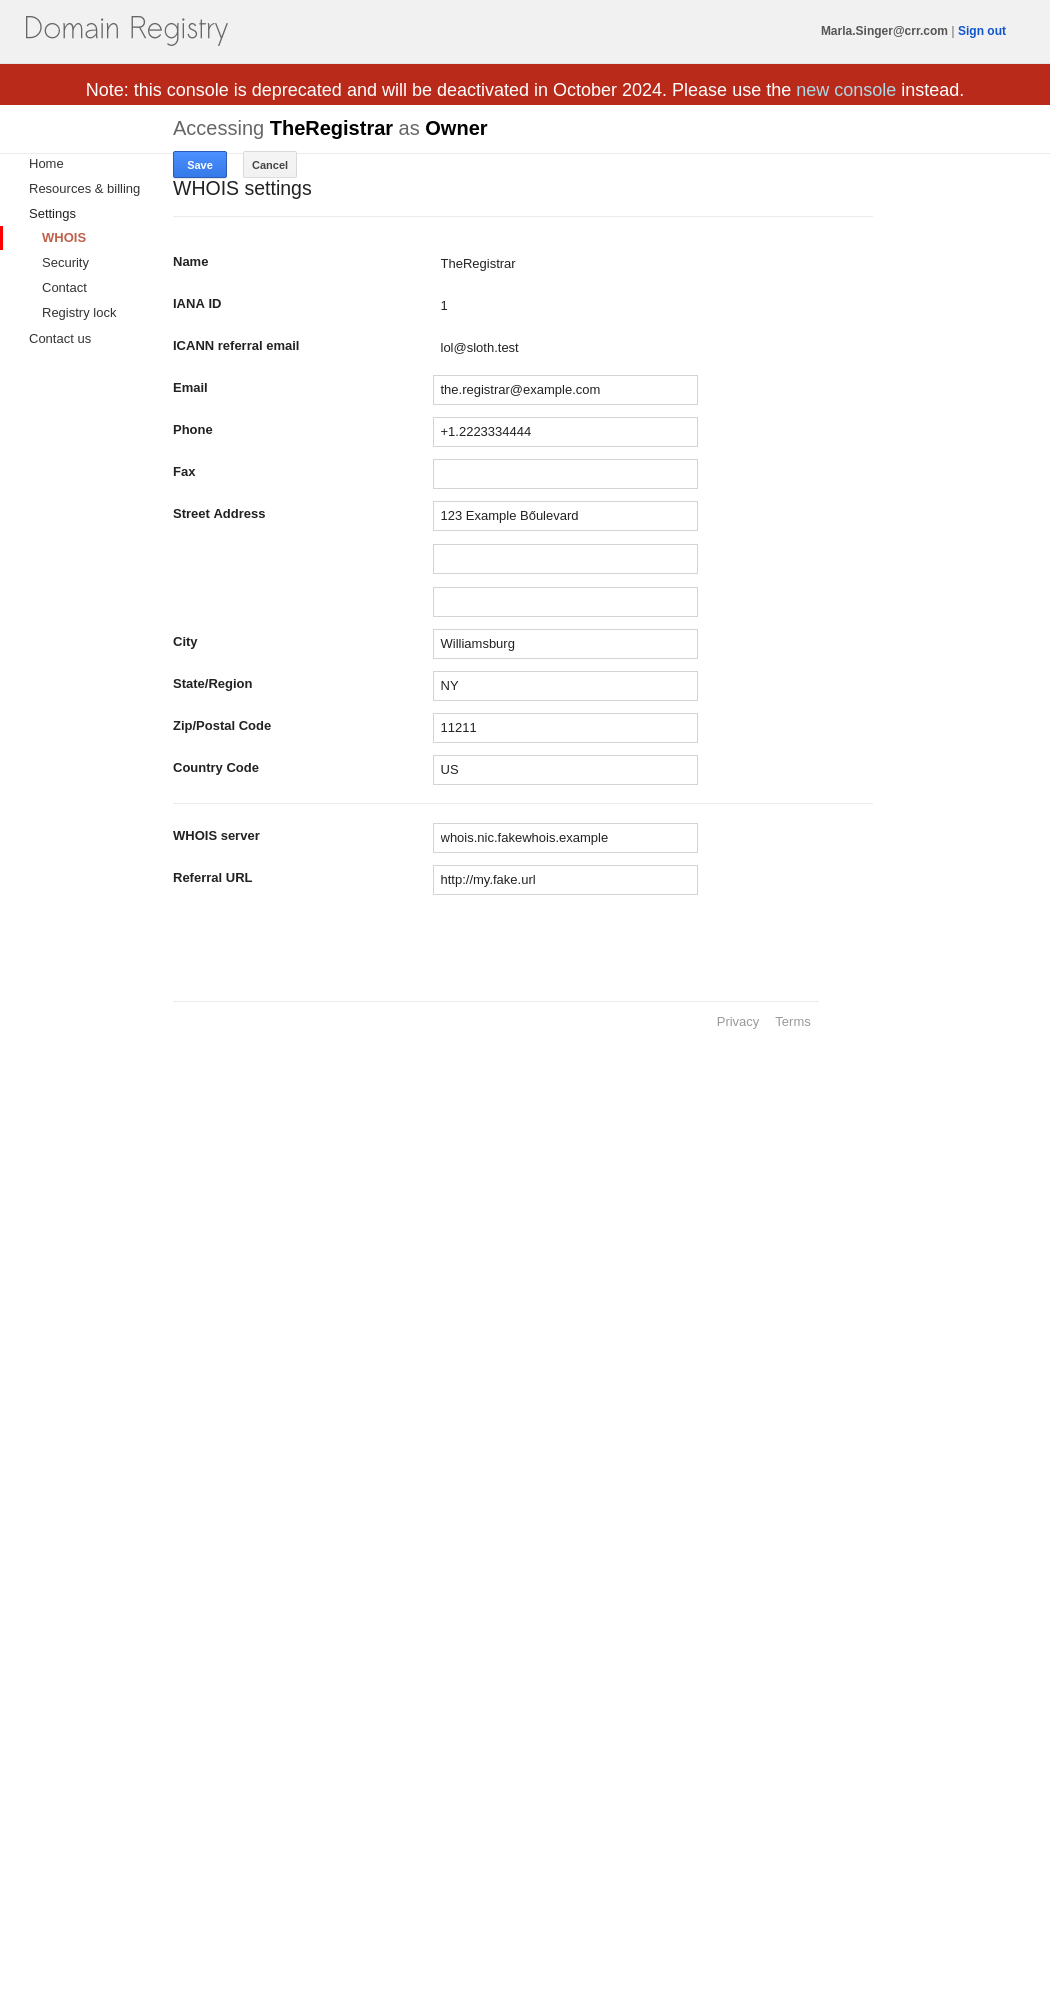 Domain Registry
Marla.Singer@crr.com | Sign out
Note: this console is deprecated and will be deactivated in October 2024. Please use the new console instead.
Accessing TheRegistrar as Owner
Save Cancel
Home
Resources & billing
Settings
WHOIS
Security
Contact
Registry lock
Contact us
WHOIS settings
Name TheRegistrar
IANA ID 1
ICANN referral email lol@sloth.test
Email the.registrar@example.com
Phone +1.2223334444
Fax
Street Address 123 Example Bőulevard
City Williamsburg
State/Region NY
Zip/Postal Code 11211
Country Code US
WHOIS server whois.nic.fakewhois.example
Referral URL http://my.fake.url
Privacy Terms